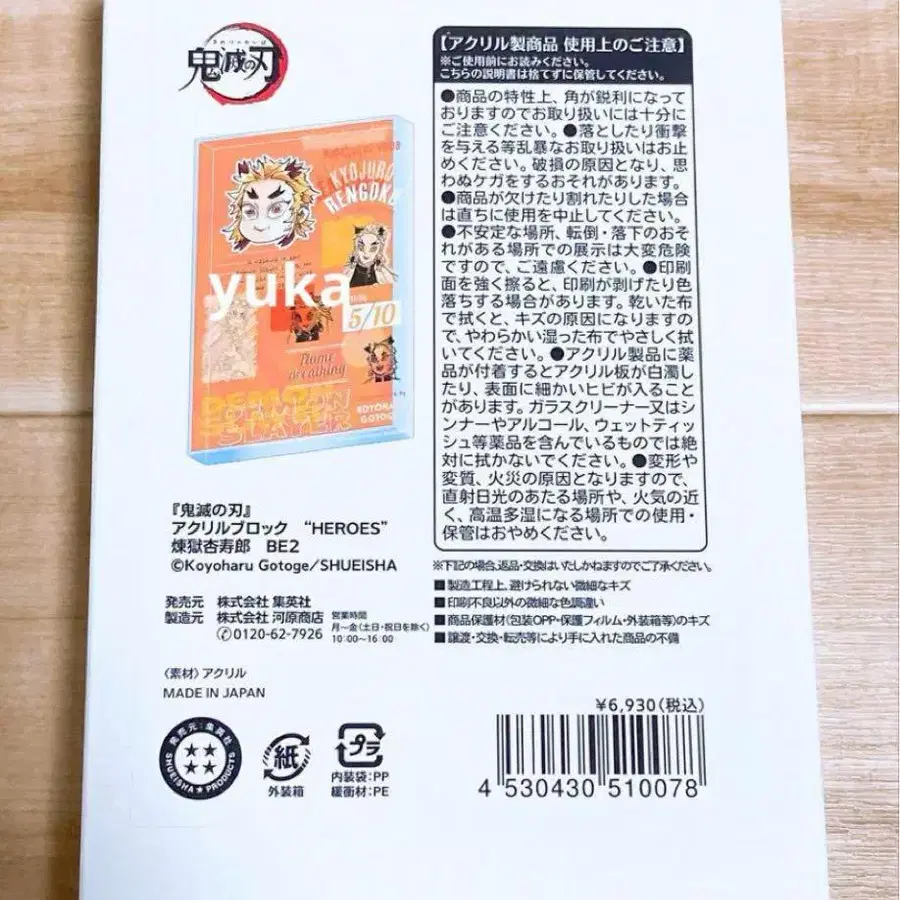 鬼滅の刃
KYOJURO
RENGOKU
yuka
5/10
Flame
Breathing
DEMON
SLAYER
KOYOHARU
GOTOGE
『鬼滅の刃』
アクリルブロック “HEROES”
煉獄杏寿郎 BE2
©Koyoharu Gotoge/SHUEISHA
発売元 株式会社 集英社
製造元 株式会社 河原商店
0120-62-7926
営業時間
月〜金(土日・祝日を除く)
10:00〜16:00
〈素材〉アクリル
MADE IN JAPAN
発売元:集英社
SHUEISHA★PRODUCTS
紙
外装箱
プラ
内装袋:PP
緩衝材:PE
【アクリル製商品 使用上のご注意】
※ご使用前にお読みください。
こちらの説明書は捨てずに保管してください。
●商品の特性上、角が鋭利になって
おりますのでお取り扱いには十分に
ご注意ください。●落としたり衝撃
を与える等乱暴なお取り扱いはお止
めください。破損の原因となり、思
わぬケガをするおそれがあります。
●商品が欠けたり割れたりした場合
は直ちに使用を中止してください。
●不安定な場所、転倒・落下のおそ
れがある場所での展示は大変危険
ですので、ご遠慮ください。●印刷
面を強く擦ると、印刷が剥げたり色
落ちする場合があります。乾いた布
で拭くと、キズの原因になりますの
で、やわらかい湿った布でやさしく拭
いてください。●アクリル製品に薬
品が付着するとアクリル板が白濁し
たり、表面に細かいヒビが入ること
があります。ガラスクリーナー又はシ
ンナーやアルコール、ウェットティッ
シュ等薬品を含んでいるものでは絶
対に拭かないでください。●変形や
変質、火災の原因となりますので、
直射日光のあたる場所や、火気の近
く、高温多湿になる場所での使用・
保管はおやめください。
※下記の場合、返品・交換はいたしかねますのでご了承ください。
■製造工程上、避けられない微細なキズ
■印刷不良以外の微細な色調違い
■商品保護材(包装OPP・保護フィルム・外装箱等)のキズ
■譲渡・交換・転売等により手に入れた商品の不備
¥6,930(税込)
4 530430 510078